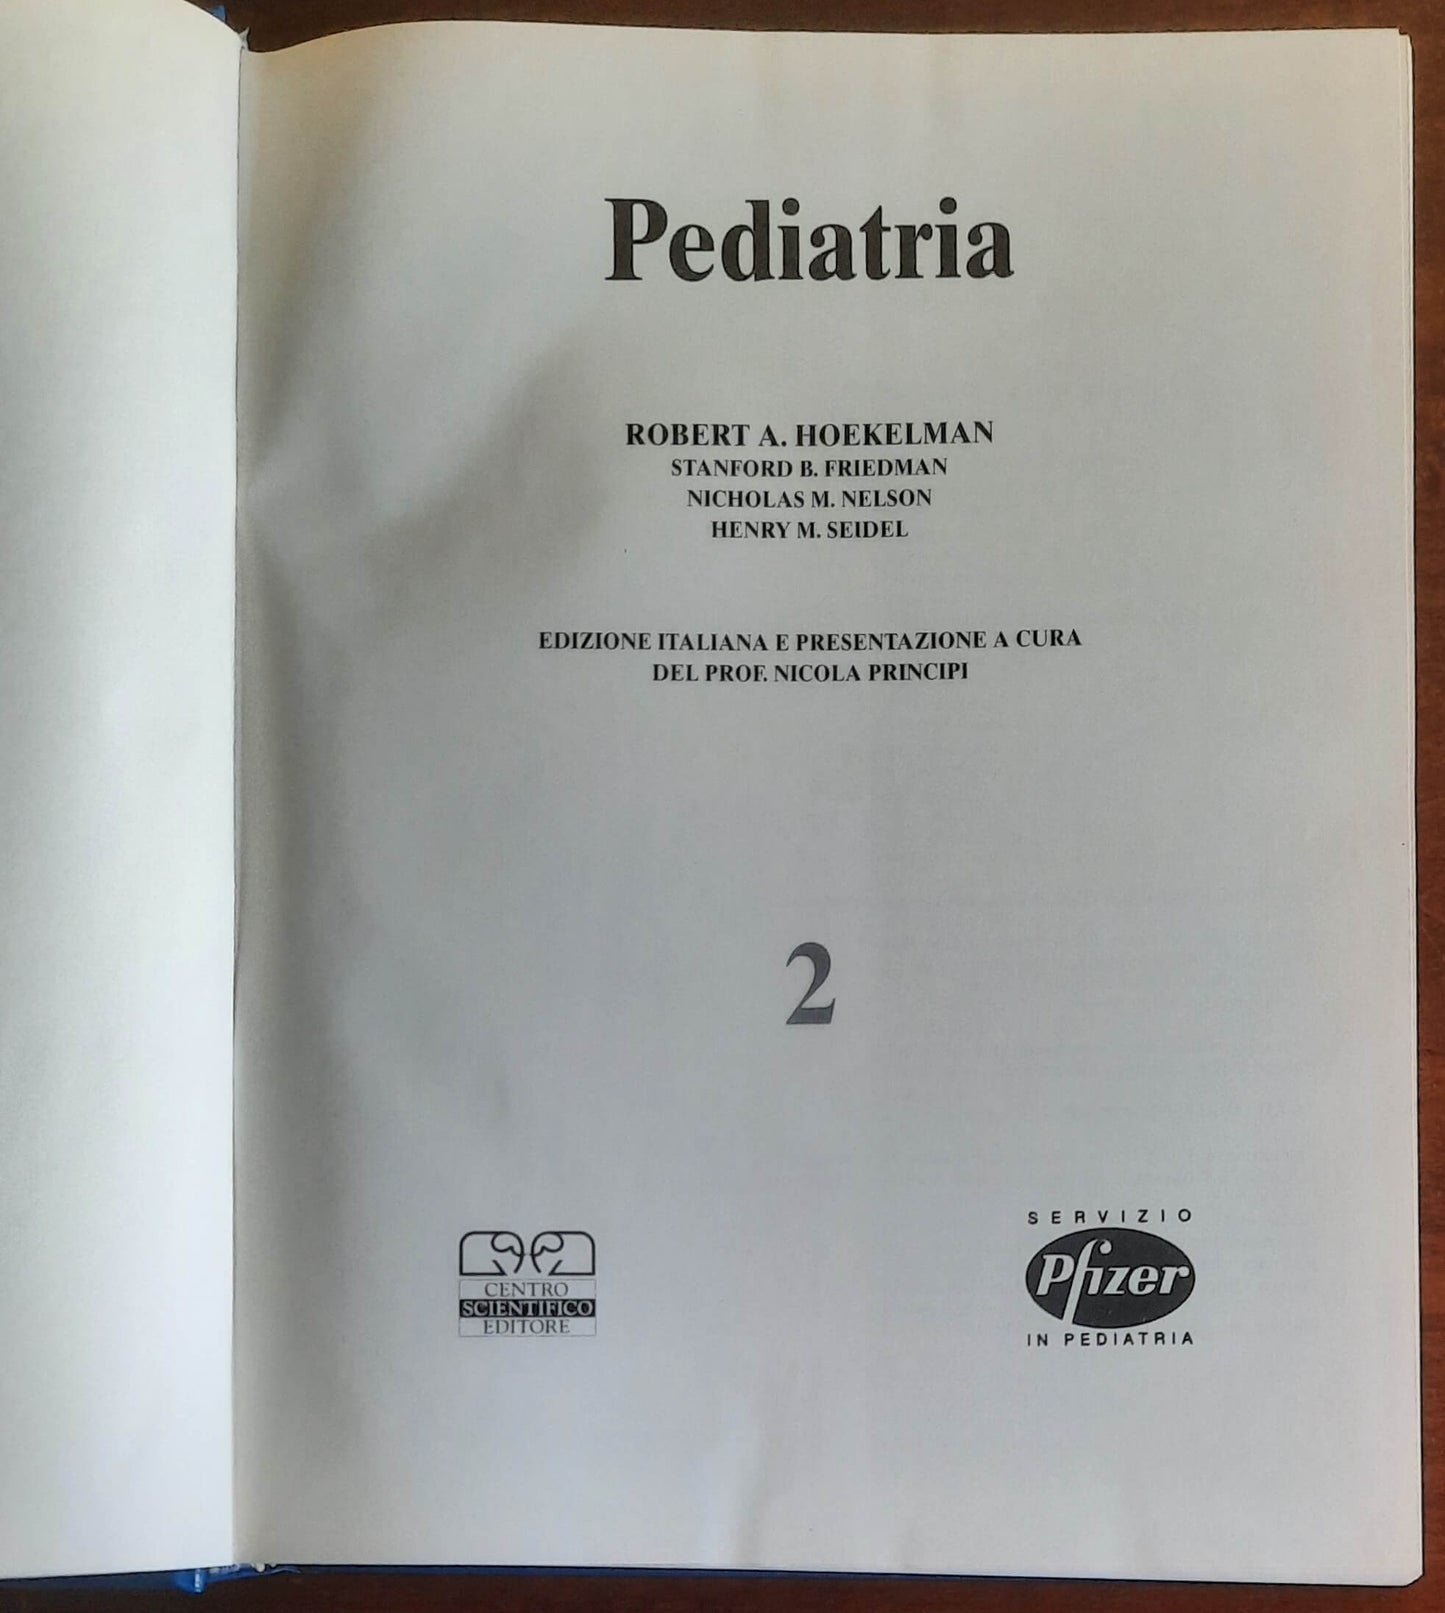 Pediatria
ROBERT A. HOEKELMAN
STANFORD B. FRIEDMAN
NICHOLAS M. NELSON
HENRY M. SEIDEL
EDIZIONE ITALIANA E PRESENTAZIONE A CURA
DEL PROF. NICOLA PRINCIPI
2
CENTRO
SCIENTIFICO
EDITORE
SERVIZIO
Pfizer
IN PEDIATRIA